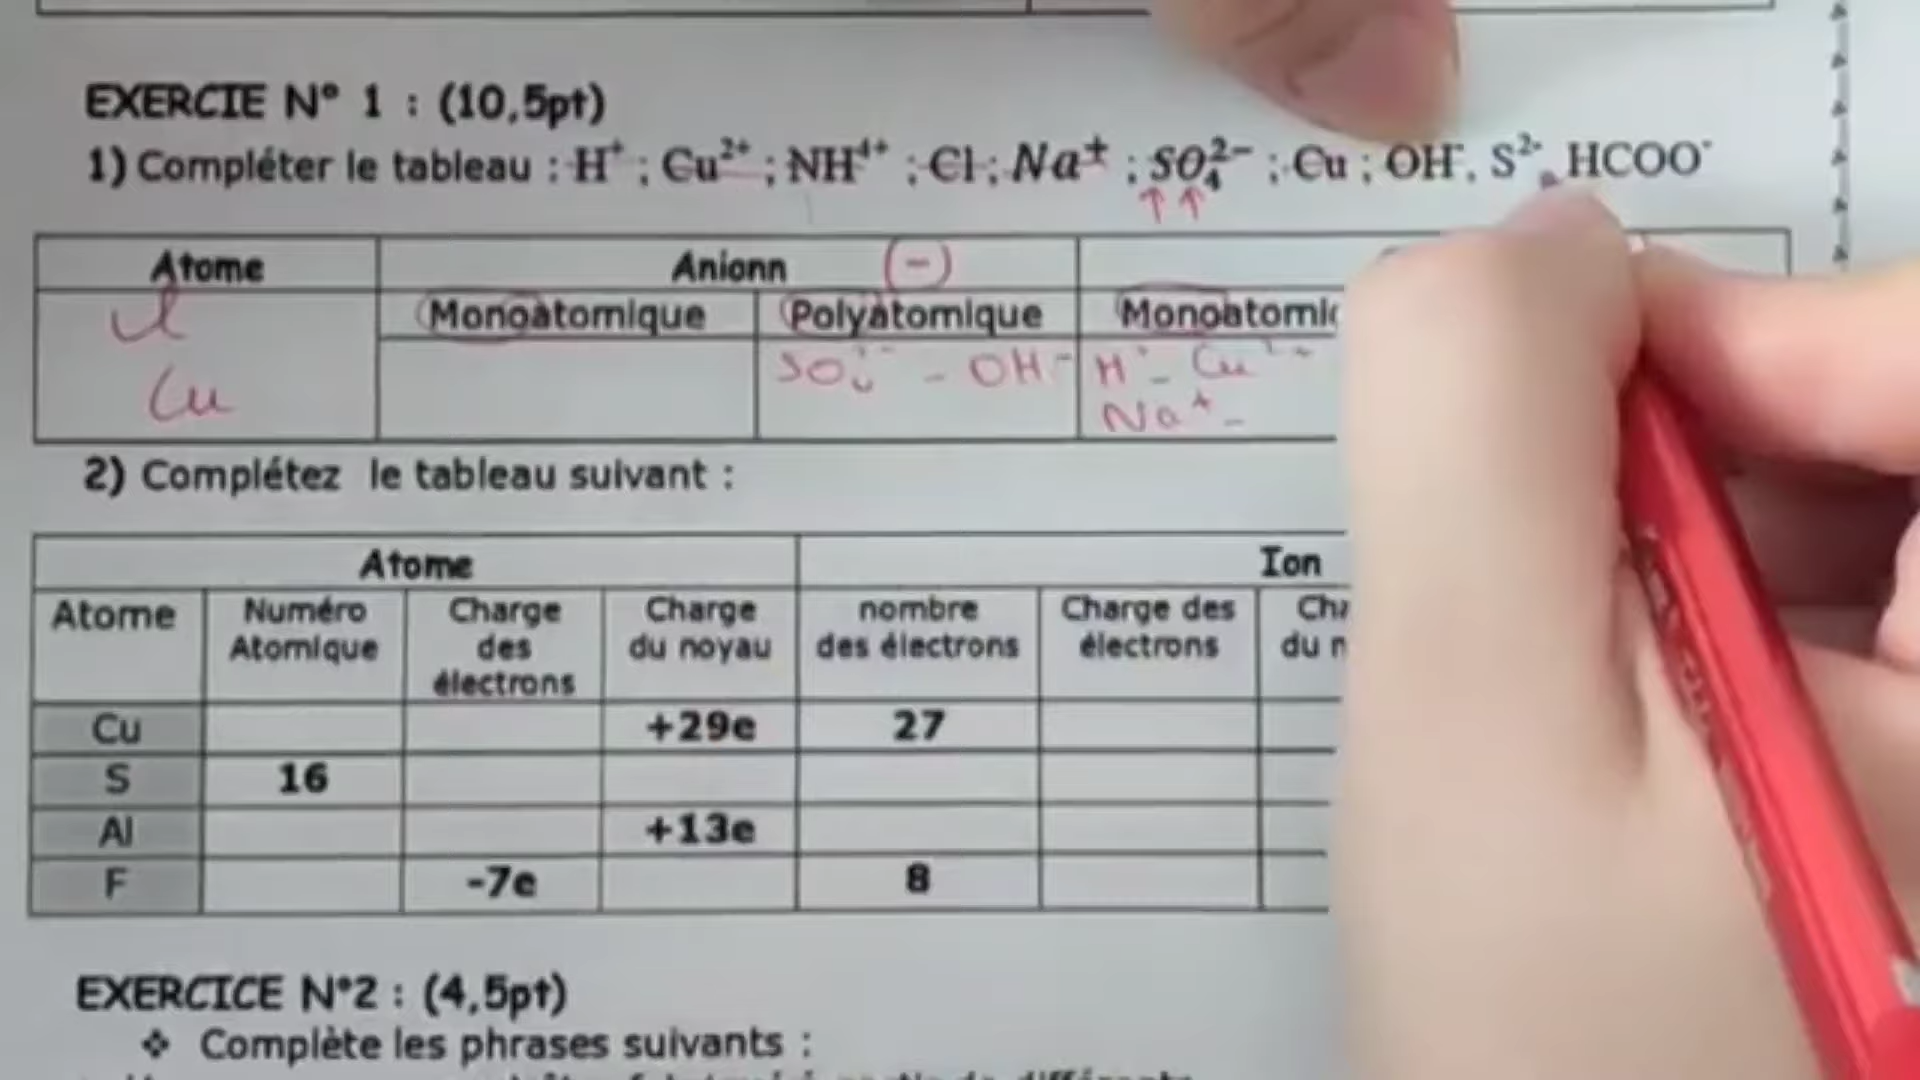 EXERCIE N° 1 : (10,5pt)
1) Compléter le tableau : H⁺ ; Cu²⁺ ; NH⁴⁺ ; Cl ; Na⁺ ; SO₄²⁻ ; Cu ; OH⁻, S²⁻, HCOO⁻
↑ ↑
Atome Anionn (-)
Monoatomique Polyatomique
Cl SO₄²⁻ - OH⁻ H⁺ - Cu²⁺
Cu Na⁺ -
2) Complétez le tableau suivant :
Atome Ion
Atome Numéro Atomique Charge des électrons Charge du noyau nombre des électrons Charge des électrons
Cu +29e 27
S 16
Al +13e
F -7e 8
EXERCICE N°2 : (4,5pt)
❖ Complète les phrases suivants :